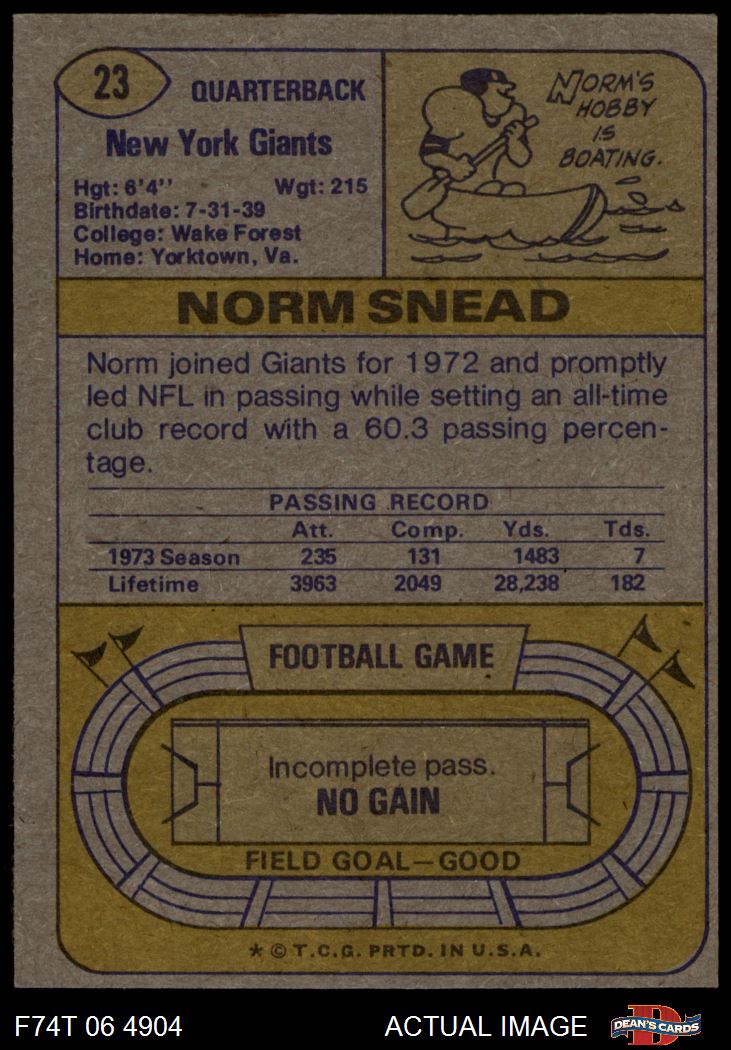 23
QUARTERBACK
New York Giants
Hgt: 6'4'' Wgt: 215
Birthdate: 7-31-39
College: Wake Forest
Home: Yorktown, Va.
NORM'S
HOBBY
IS
BOATING.
NORM SNEAD
Norm joined Giants for 1972 and promptly
led NFL in passing while setting an all-time
club record with a 60.3 passing percen-
tage.
PASSING RECORD
Att. Comp. Yds. Tds.
1973 Season 235 131 1483 7
Lifetime 3963 2049 28,238 182
FOOTBALL GAME
Incomplete pass.
NO GAIN
FIELD GOAL—GOOD
* © T.C.G. PRTD. IN U.S.A.
F74T 06 4904 ACTUAL IMAGE
D
DEAN'S CARDS